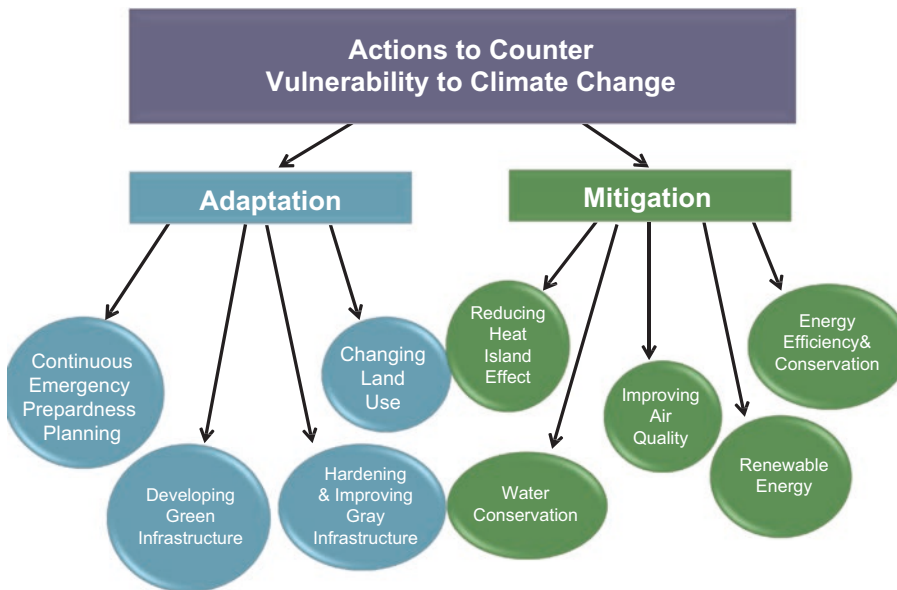 Actions to Counter
Vulnerability to Climate Change
Adaptation
Mitigation
Continuous
Emergency
Prepardness
Planning
Developing
Green
Infrastructure
Hardening
& Improving
Gray
Infrastructure
Changing
Land
Use
Reducing
Heat
Island
Effect
Water
Conservation
Improving
Air
Quality
Renewable
Energy
Energy
Efficiency&
Conservation